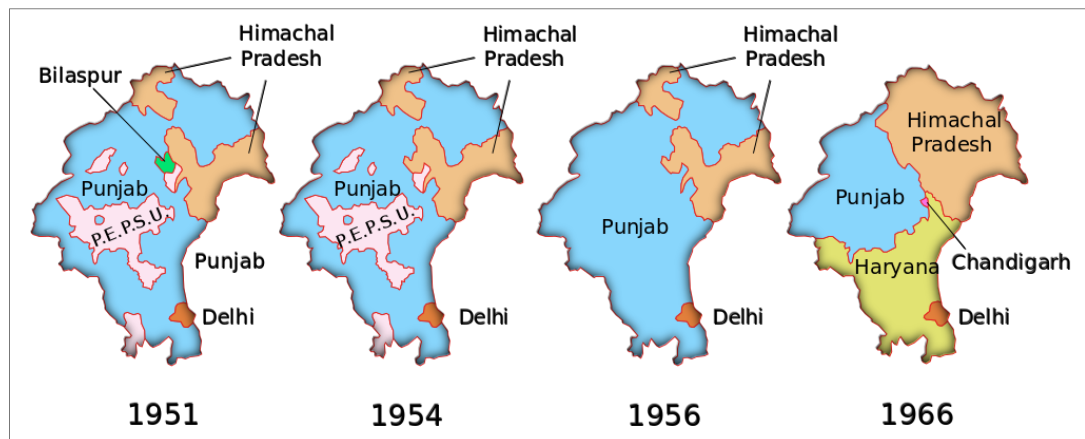 Himachal
Pradesh
Bilaspur
Punjab
P.E.P.S.U.
Punjab
Delhi
1951
Himachal
Pradesh
Punjab
P.E.P.S.U.
Delhi
1954
Himachal
Pradesh
Punjab
Delhi
1956
Himachal
Pradesh
Punjab
Haryana
Chandigarh
Delhi
1966